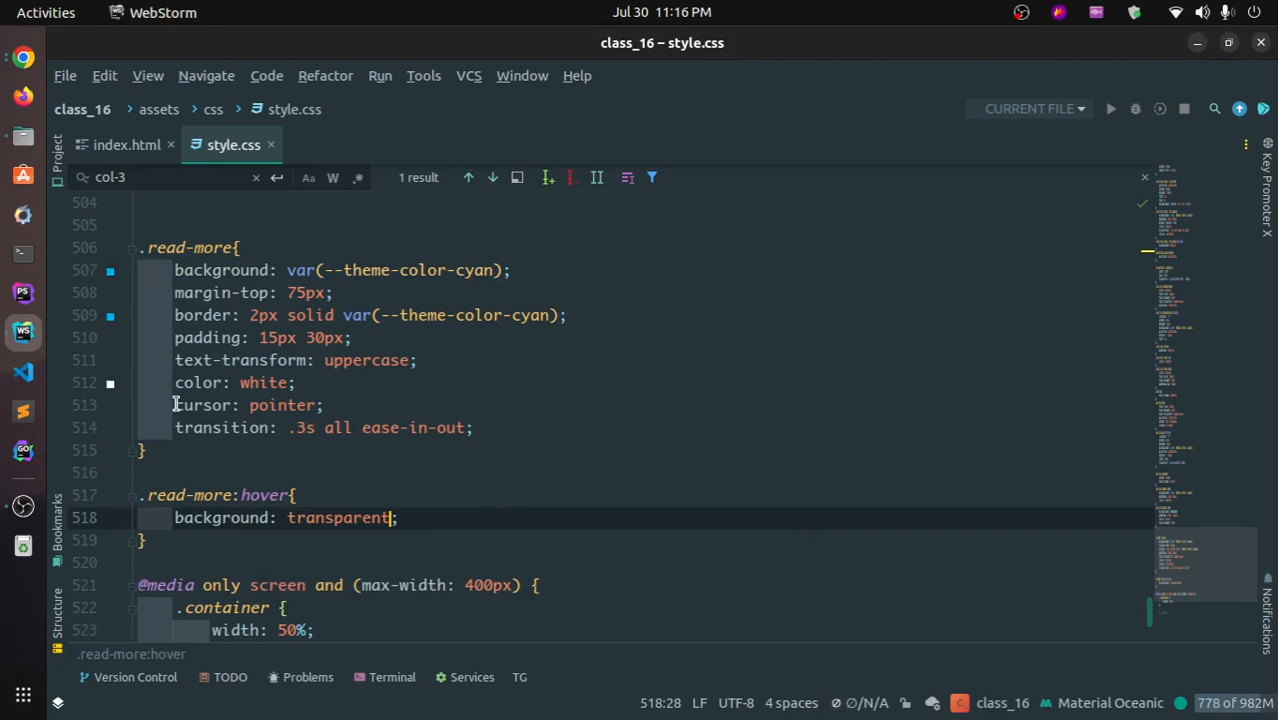 Activities
WebStorm
Jul 30 11:16 PM
class_16 – style.css
File Edit View Navigate Code Refactor Run Tools VCS Window Help
class_16 assets css style.css
CURRENT FILE
index.html
style.css
Project
col-3
Aa W .*
1 result
Key Promoter X
504
505
506 .read-more{
507 background: var(--theme-color-cyan);
508 margin-top: 75px;
509 border: 2px solid var(--theme-color-cyan);
510 padding: 15px 30px;
511 text-transform: uppercase;
512 color: white;
513 cursor: pointer;
514 transition: .3s all ease-in-out;
515 }
516
517 .read-more:hover{
518 background: transparent;
519 }
520
521 @media only screen and (max-width: 400px) {
522 .container {
523 width: 50%;
Bookmarks
Structure
Notifications
.read-more:hover
Version Control TODO Problems Terminal Services TG
518:28 LF UTF-8 4 spaces ∅/N/A C class_16 Material Oceanic 778 of 982M